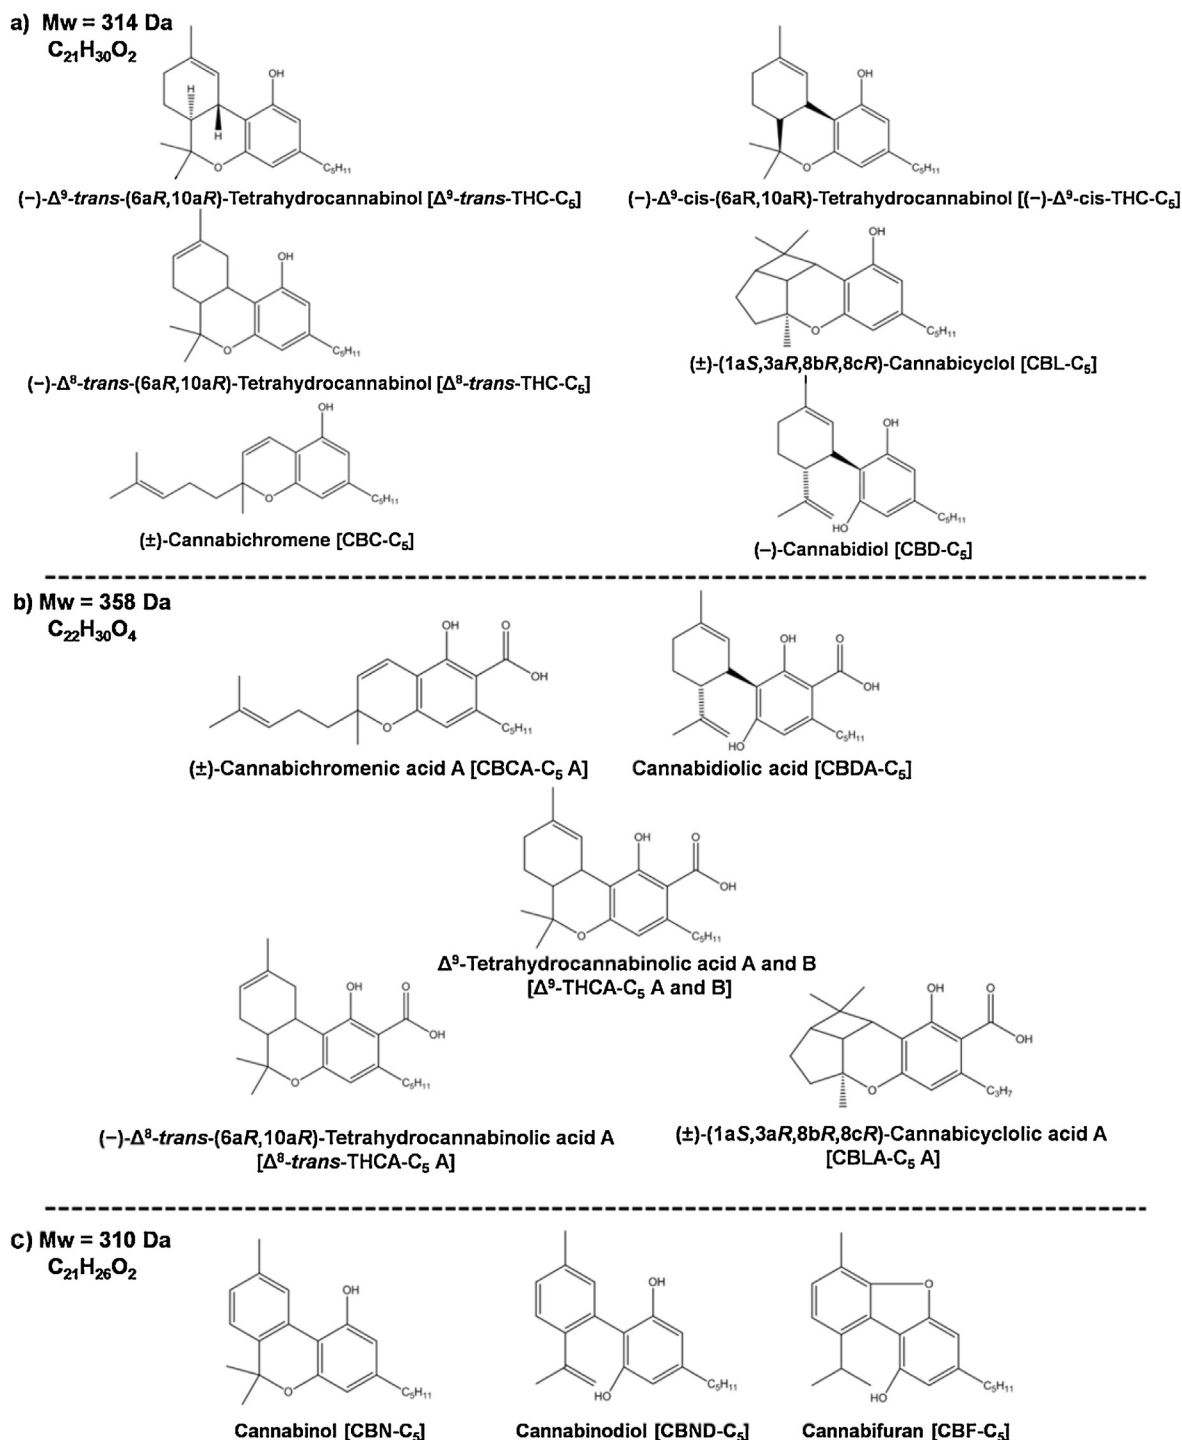 a) Mw = 314 Da
C₂₁H₃₀O₂
H
H
OH
O
C₅H₁₁
(−)-Δ⁹-trans-(6aR,10aR)-Tetrahydrocannabinol [Δ⁹-trans-THC-C₅]
OH
O
C₅H₁₁
(−)-Δ⁹-cis-(6aR,10aR)-Tetrahydrocannabinol [(−)-Δ⁹-cis-THC-C₅]
OH
O
C₅H₁₁
(−)-Δ⁸-trans-(6aR,10aR)-Tetrahydrocannabinol [Δ⁸-trans-THC-C₅]
OH
O
C₅H₁₁
(±)-(1aS,3aR,8bR,8cR)-Cannabicyclol [CBL-C₅]
OH
O
C₅H₁₁
(±)-Cannabichromene [CBC-C₅]
OH
HO
C₅H₁₁
(−)-Cannabidiol [CBD-C₅]
b) Mw = 358 Da
C₂₂H₃₀O₄
OH
O
OH
O
C₅H₁₁
(±)-Cannabichromenic acid A [CBCA-C₅ A]
OH
O
OH
HO
C₅H₁₁
Cannabidiolic acid [CBDA-C₅]
OH
O
OH
O
C₅H₁₁
Δ⁹-Tetrahydrocannabinolic acid A and B
[Δ⁹-THCA-C₅ A and B]
OH
O
OH
O
C₅H₁₁
(−)-Δ⁸-trans-(6aR,10aR)-Tetrahydrocannabinolic acid A
[Δ⁸-trans-THCA-C₅ A]
OH
O
OH
O
C₃H₇
(±)-(1aS,3aR,8bR,8cR)-Cannabicyclolic acid A
[CBLA-C₅ A]
c) Mw = 310 Da
C₂₁H₂₆O₂
OH
O
C₅H₁₁
Cannabinol [CBN-C₅]
OH
HO
C₅H₁₁
Cannabinodiol [CBND-C₅]
O
HO
C₅H₁₁
Cannabifuran [CBF-C₅]